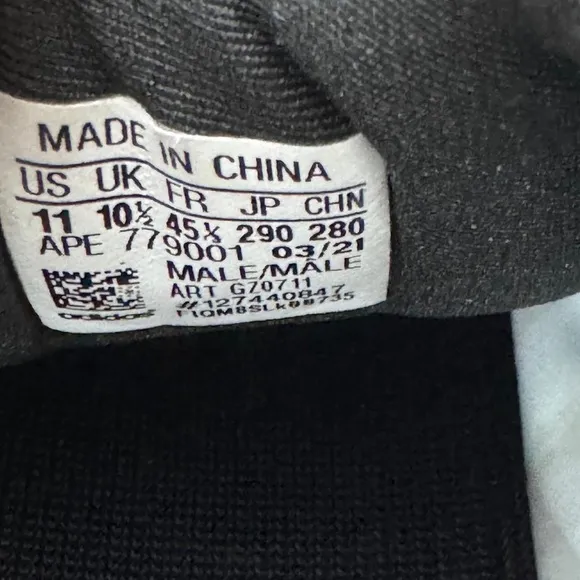 MADE IN CHINA
US UK FR JP CHN
11 10½ 45⅓ 290 280
APE 779001 03/21
MALE/MÂLE
ART GZ0711
#127440847
adidas